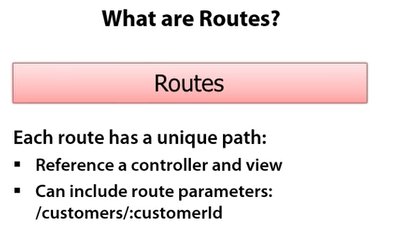 What are Routes?
Routes
Each route has a unique path:
▪ Reference a controller and view
▪ Can include route parameters:
/customers/:customerId